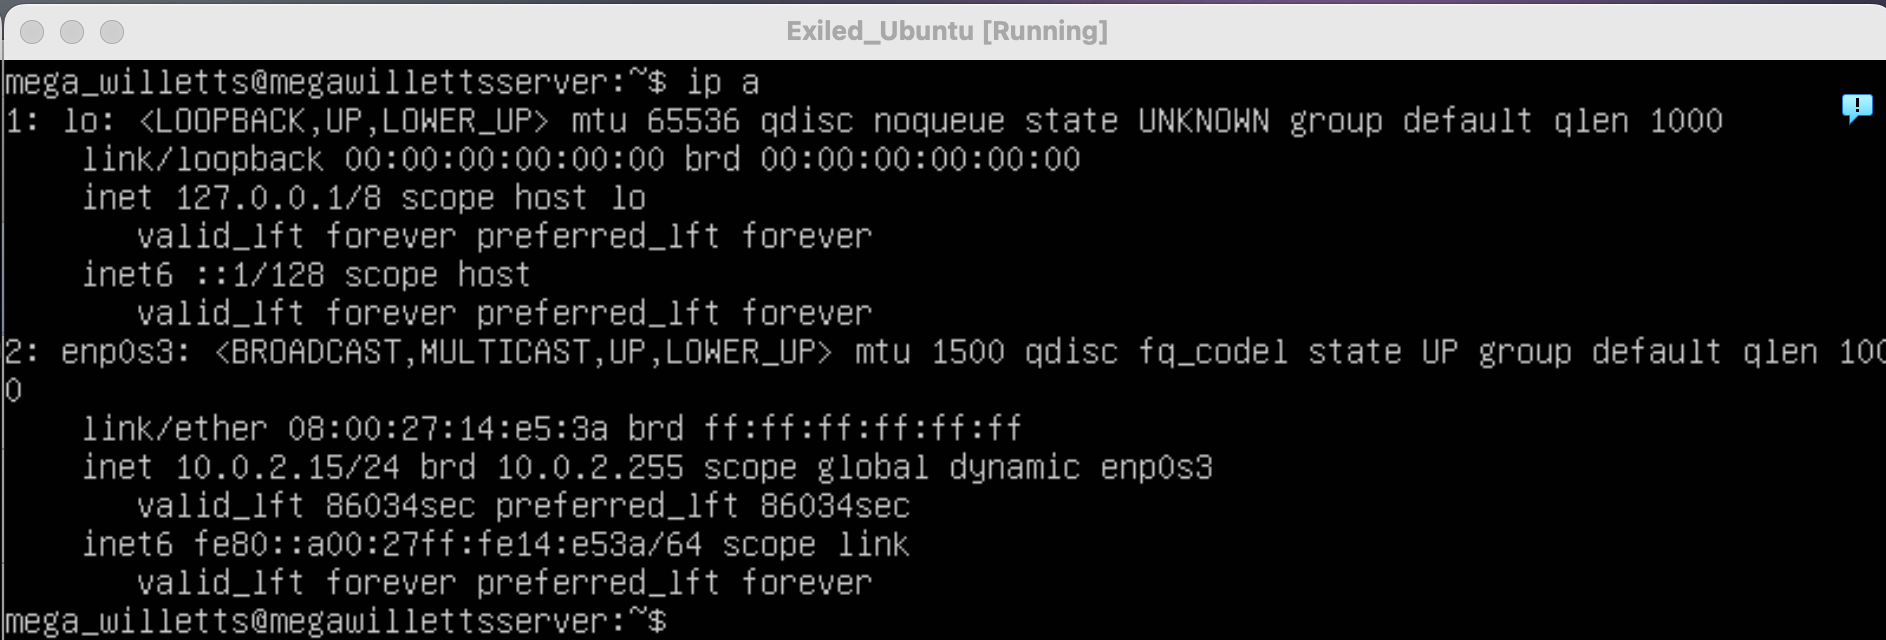 Exiled_Ubuntu [Running]
mega_willetts@megawillettsserver:~$ ip a
1: lo: <LOOPBACK,UP,LOWER_UP> mtu 65536 qdisc noqueue state UNKNOWN group default qlen 1000
link/loopback 00:00:00:00:00:00 brd 00:00:00:00:00:00
inet 127.0.0.1/8 scope host lo
valid_lft forever preferred_lft forever
inet6 ::1/128 scope host
valid_lft forever preferred_lft forever
2: enp0s3: <BROADCAST,MULTICAST,UP,LOWER_UP> mtu 1500 qdisc fq_codel state UP group default qlen 100
0
link/ether 08:00:27:14:e5:3a brd ff:ff:ff:ff:ff:ff
inet 10.0.2.15/24 brd 10.0.2.255 scope global dynamic enp0s3
valid_lft 86034sec preferred_lft 86034sec
inet6 fe80::a00:27ff:fe14:e53a/64 scope link
valid_lft forever preferred_lft forever
mega_willetts@megawillettsserver:~$